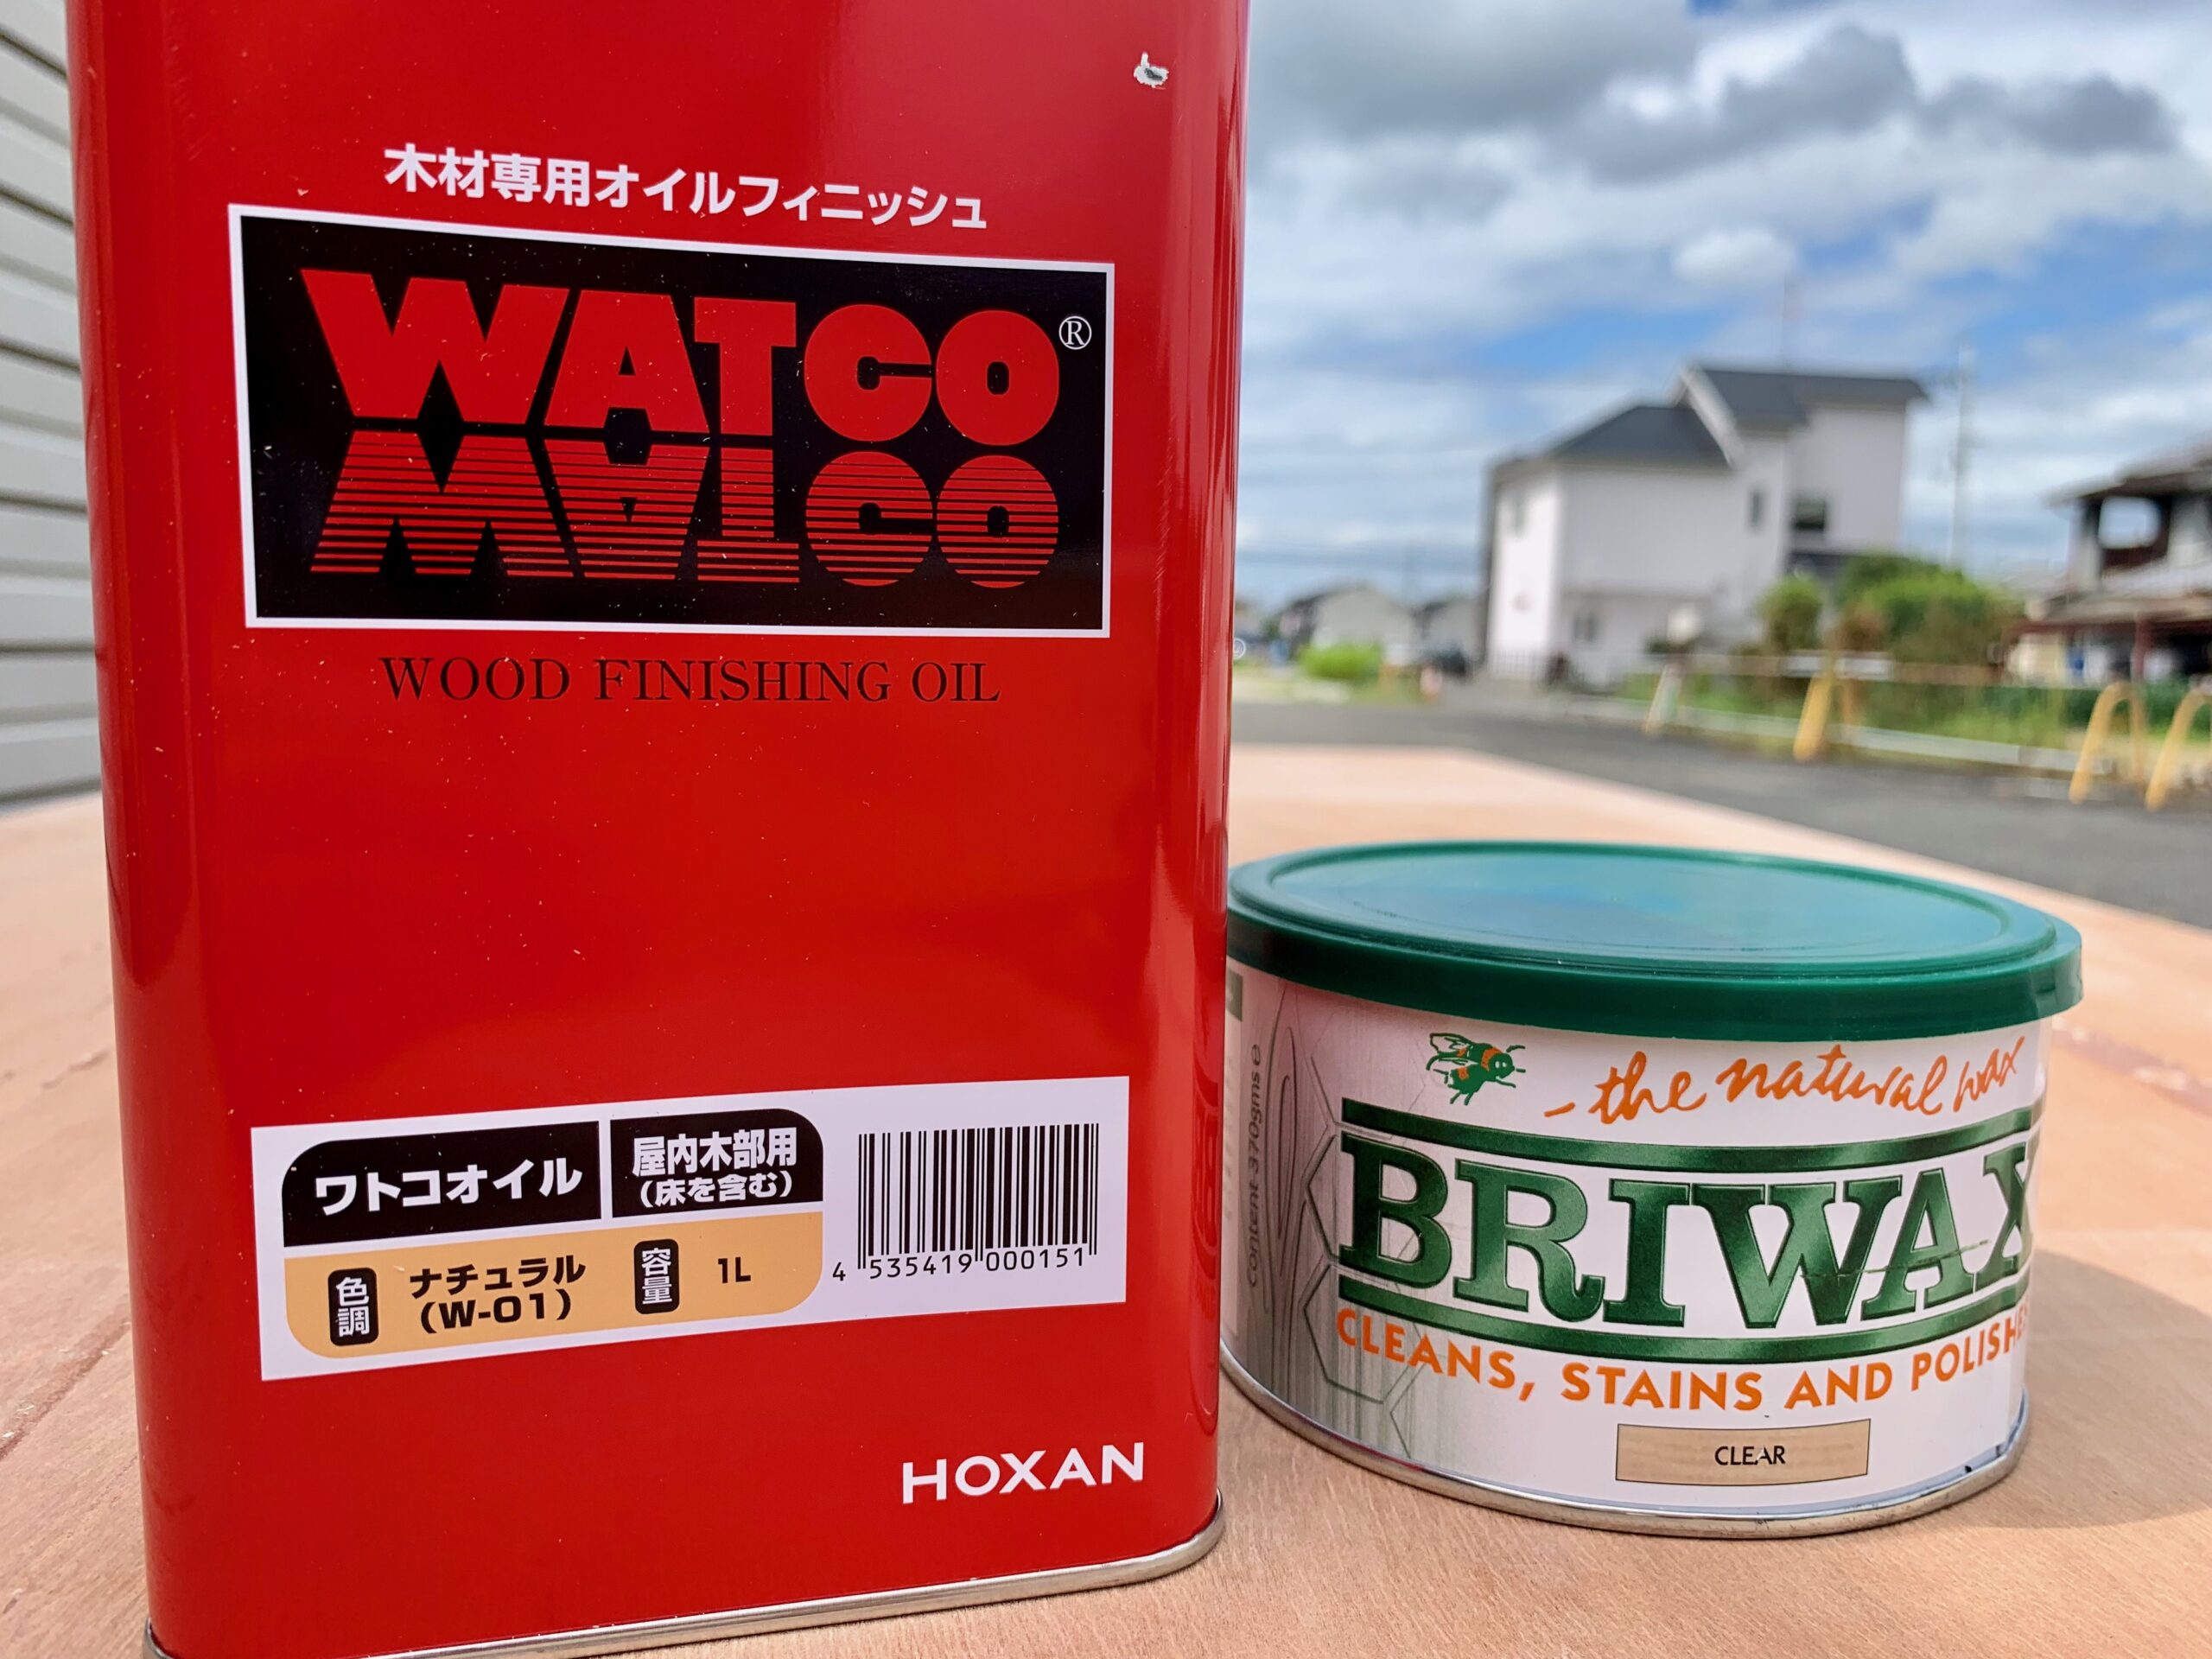 木材専用オイルフィニッシュ
WATCO®
WATCO
WOOD FINISHING OIL
ワトコオイル
屋内木部用
(床を含む)
色調
ナチュラル
(W-01)
容量
1L
4 535419 000151
HOXAN
- the natural wax
BRIWAX
CLEANS, STAINS AND POLISHES
CLEAR
Content 370gms e